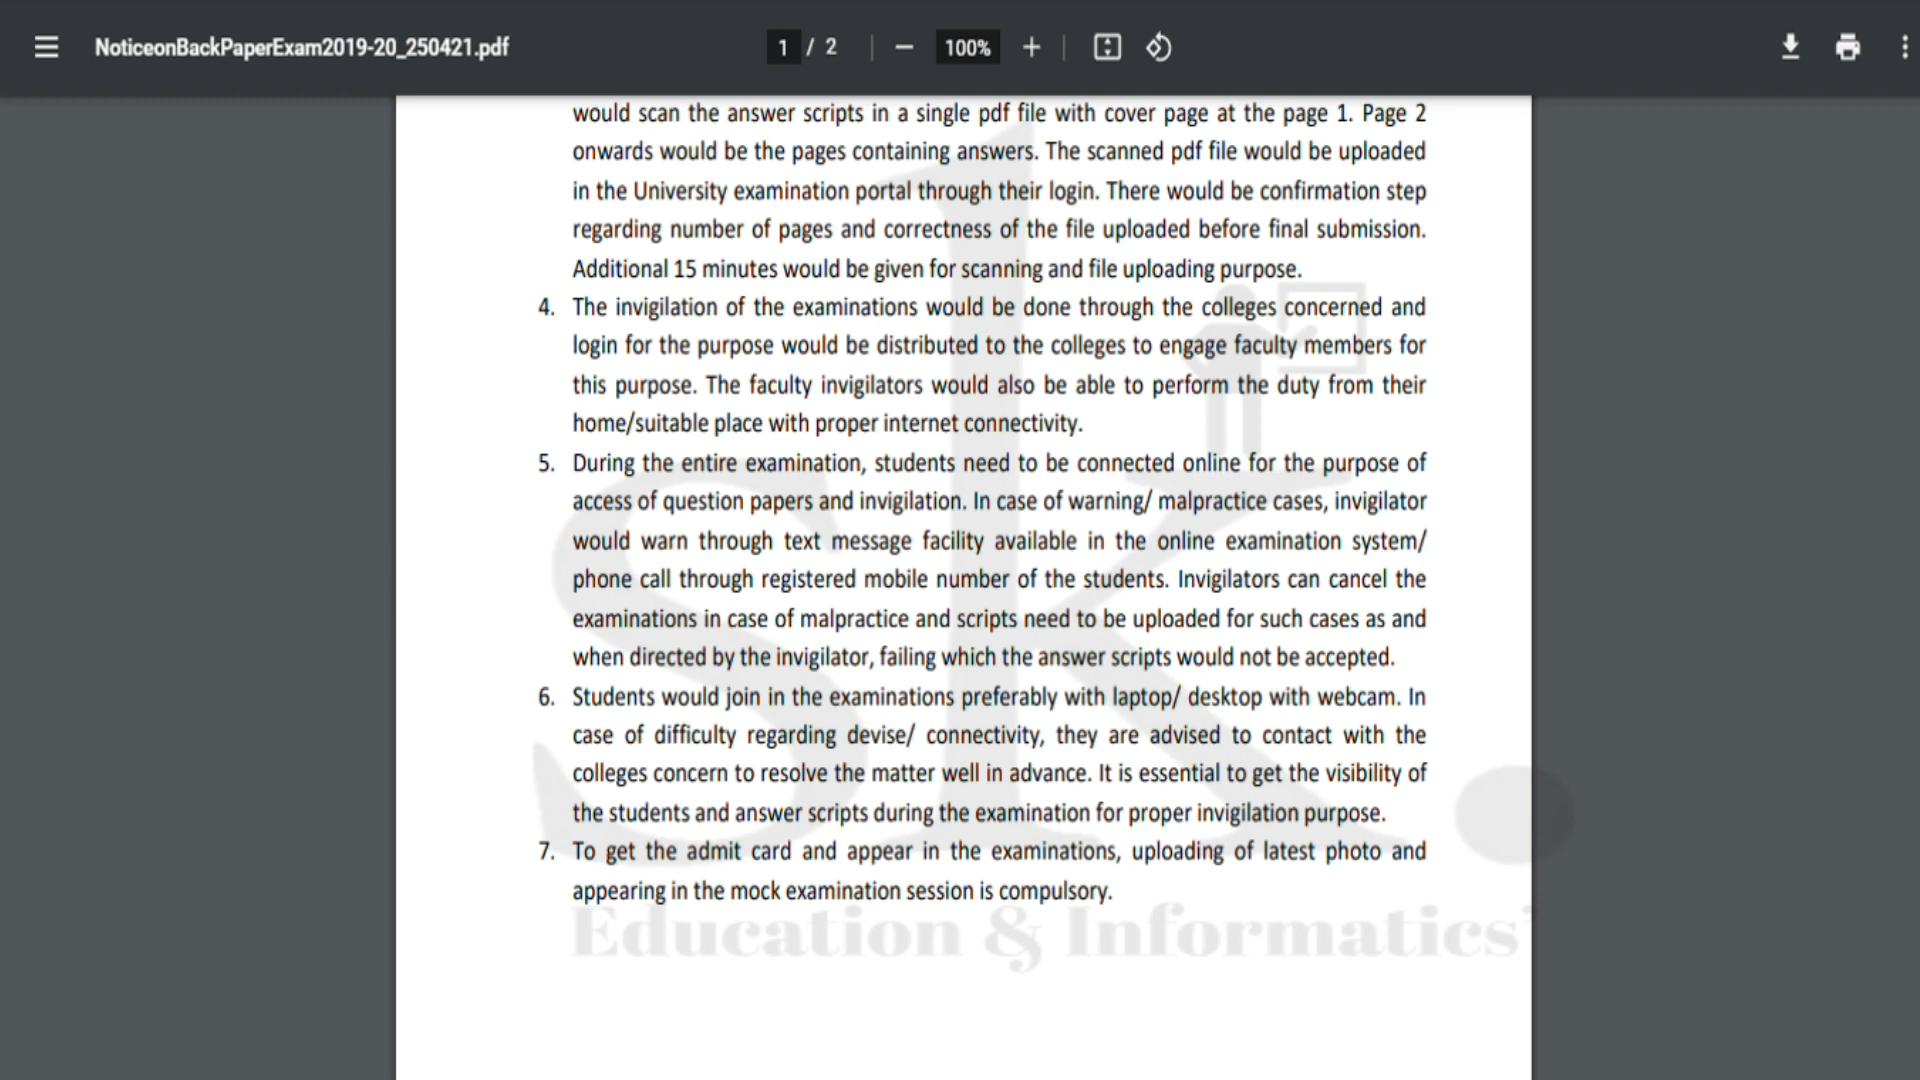 NoticeonBackPaperExam2019-20_250421.pdf
1 / 2
100%
would scan the answer scripts in a single pdf file with cover page at the page 1. Page 2
onwards would be the pages containing answers. The scanned pdf file would be uploaded
in the University examination portal through their login. There would be confirmation step
regarding number of pages and correctness of the file uploaded before final submission.
Additional 15 minutes would be given for scanning and file uploading purpose.
4. The invigilation of the examinations would be done through the colleges concerned and
login for the purpose would be distributed to the colleges to engage faculty members for
this purpose. The faculty invigilators would also be able to perform the duty from their
home/suitable place with proper internet connectivity.
5. During the entire examination, students need to be connected online for the purpose of
access of question papers and invigilation. In case of warning/ malpractice cases, invigilator
would warn through text message facility available in the online examination system/
phone call through registered mobile number of the students. Invigilators can cancel the
examinations in case of malpractice and scripts need to be uploaded for such cases as and
when directed by the invigilator, failing which the answer scripts would not be accepted.
6. Students would join in the examinations preferably with laptop/ desktop with webcam. In
case of difficulty regarding devise/ connectivity, they are advised to contact with the
colleges concern to resolve the matter well in advance. It is essential to get the visibility of
the students and answer scripts during the examination for proper invigilation purpose.
7. To get the admit card and appear in the examinations, uploading of latest photo and
appearing in the mock examination session is compulsory.
sk.
Education & Informatics'